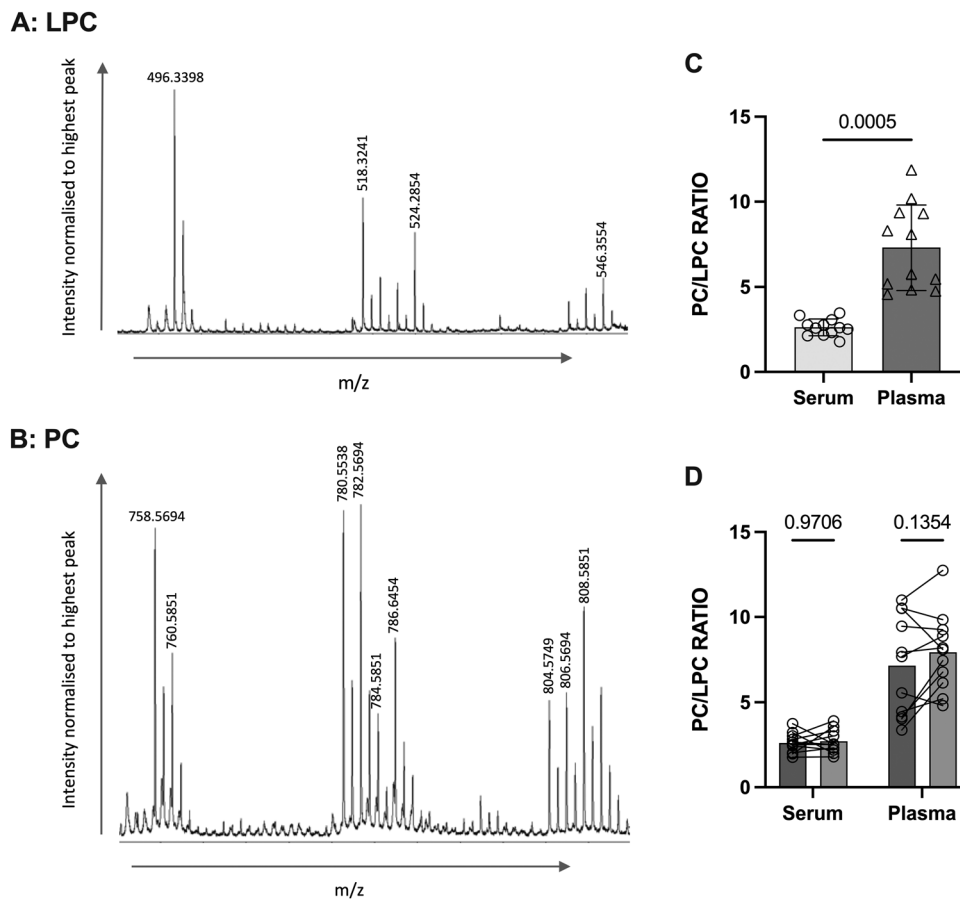 A: LPC
Intensity normalised to highest peak
496.3398
518.3241
524.2854
546.3554
m/z
B: PC
Intensity normalised to highest peak
758.5694
760.5851
780.5538
782.5694
784.5851
786.6454
804.5749
806.5694
808.5851
m/z
C
PC/LPC RATIO
15
10
5
0
0.0005
Serum Plasma
D
PC/LPC RATIO
15
10
5
0
0.9706 0.1354
Serum Plasma